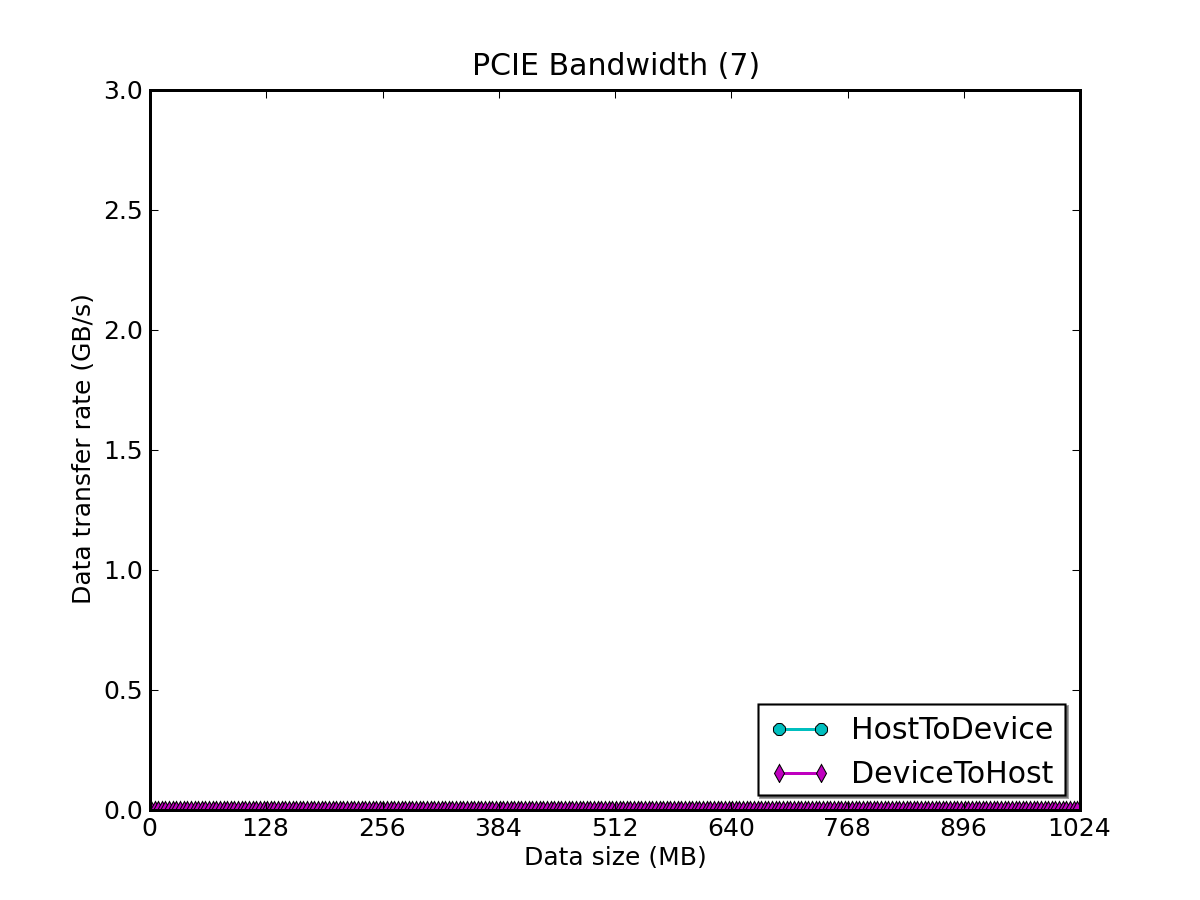 PCIE Bandwidth (7)
3.0
2.5
2.0
1.5
1.0
0.5
0.0
Data transfer rate (GB/s)
HostToDevice
DeviceToHost
0 128 256 384 512 640 768 896 1024
Data size (MB)